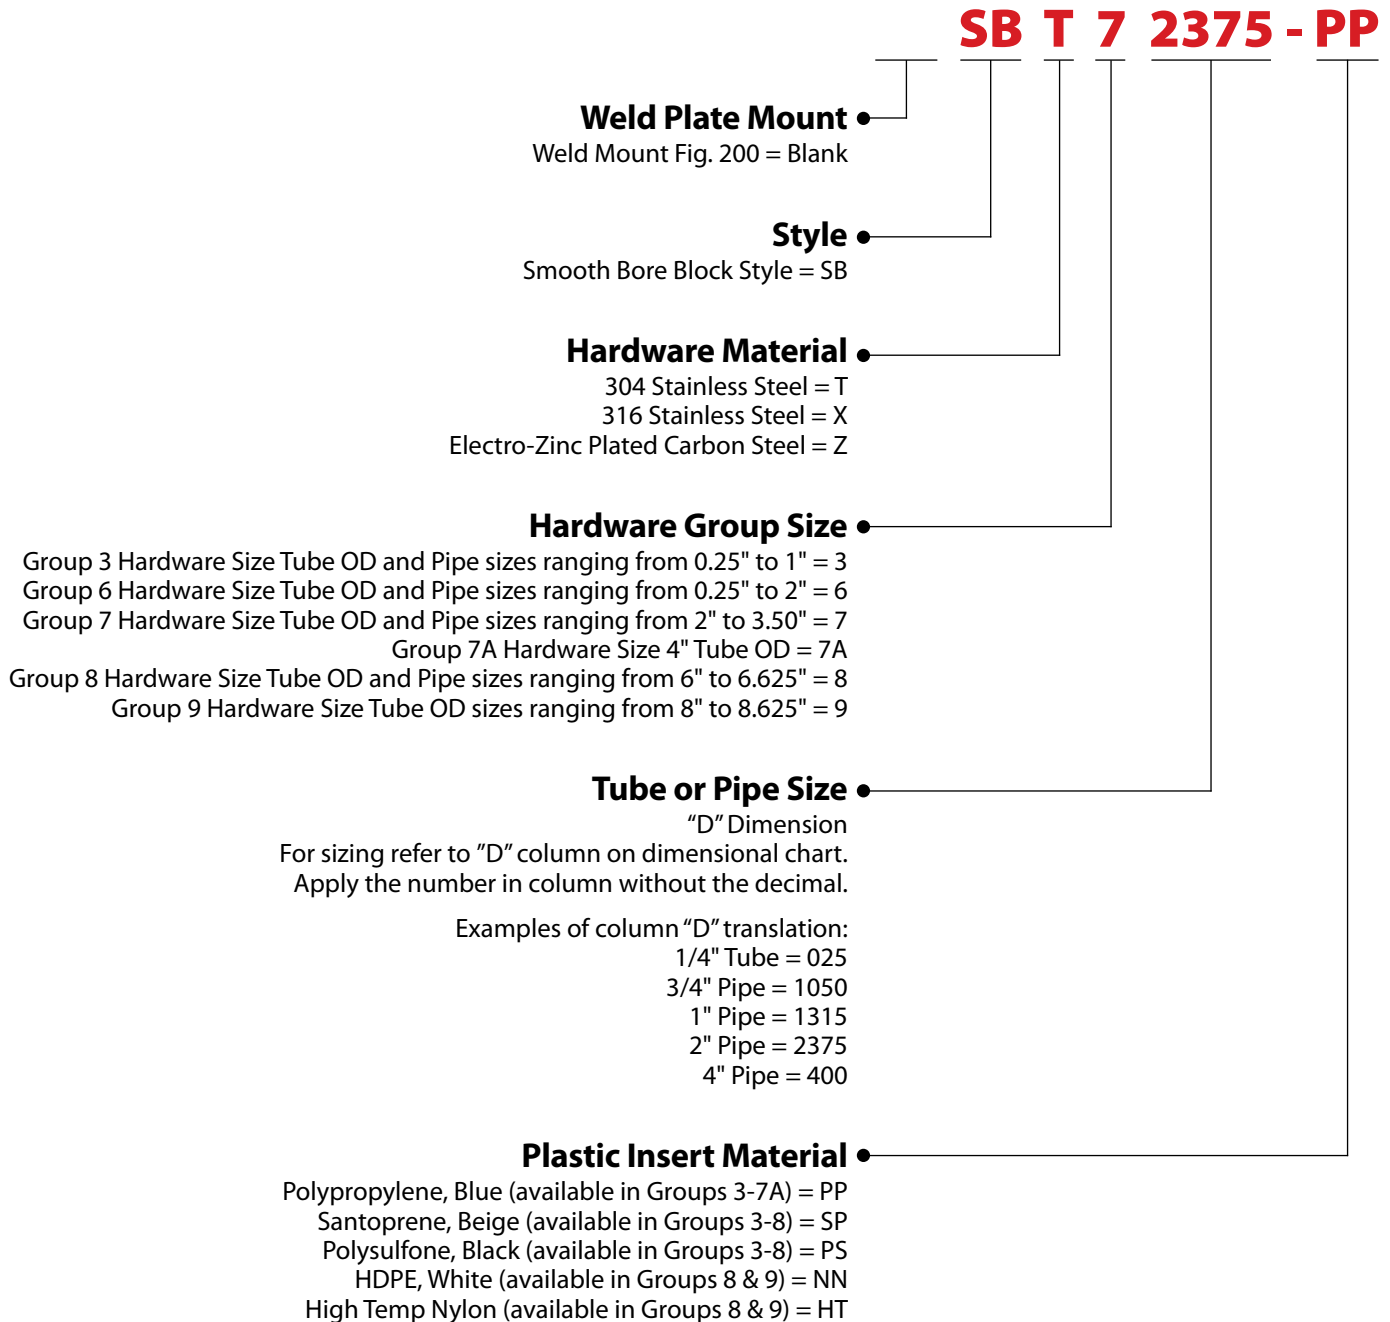 SB T 7 2375 - PP
Weld Plate Mount
Weld Mount Fig. 200 = Blank
Style
Smooth Bore Block Style = SB
Hardware Material
304 Stainless Steel = T
316 Stainless Steel = X
Electro-Zinc Plated Carbon Steel = Z
Hardware Group Size
Group 3 Hardware Size Tube OD and Pipe sizes ranging from 0.25" to 1" = 3
Group 6 Hardware Size Tube OD and Pipe sizes ranging from 0.25" to 2" = 6
Group 7 Hardware Size Tube OD and Pipe sizes ranging from 2" to 3.50" = 7
Group 7A Hardware Size 4" Tube OD = 7A
Group 8 Hardware Size Tube OD and Pipe sizes ranging from 6" to 6.625" = 8
Group 9 Hardware Size Tube OD sizes ranging from 8" to 8.625" = 9
Tube or Pipe Size
“D” Dimension
For sizing refer to ”D” column on dimensional chart.
Apply the number in column without the decimal.
Examples of column “D” translation:
1/4" Tube = 025
3/4" Pipe = 1050
1" Pipe = 1315
2" Pipe = 2375
4" Pipe = 400
Plastic Insert Material
Polypropylene, Blue (available in Groups 3-7A) = PP
Santoprene, Beige (available in Groups 3-8) = SP
Polysulfone, Black (available in Groups 3-8) = PS
HDPE, White (available in Groups 8 & 9) = NN
High Temp Nylon (available in Groups 8 & 9) = HT